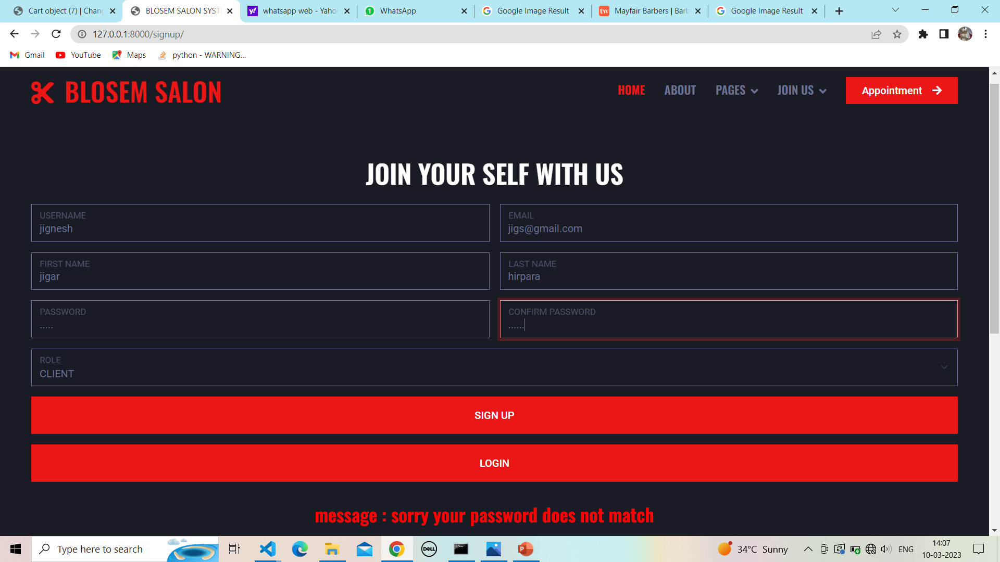 Cart object (7) | Chang
BLOSEM SALON SYST
whatsapp web - Yahoo
WhatsApp
Google Image Result
Mayfair Barbers | Barb
Google Image Result
127.0.0.1:8000/signup/
Gmail
YouTube
Maps
python - WARNING...
BLOSEM SALON
HOME
ABOUT
PAGES
JOIN US
Appointment
JOIN YOUR SELF WITH US
USERNAME
jignesh
EMAIL
jigs@gmail.com
FIRST NAME
jigar
LAST NAME
hirpara
PASSWORD
.....
CONFIRM PASSWORD
......
ROLE
CLIENT
SIGN UP
LOGIN
message : sorry your password does not match
Type here to search
DELL
34°C Sunny
ENG
14:07
10-03-2023